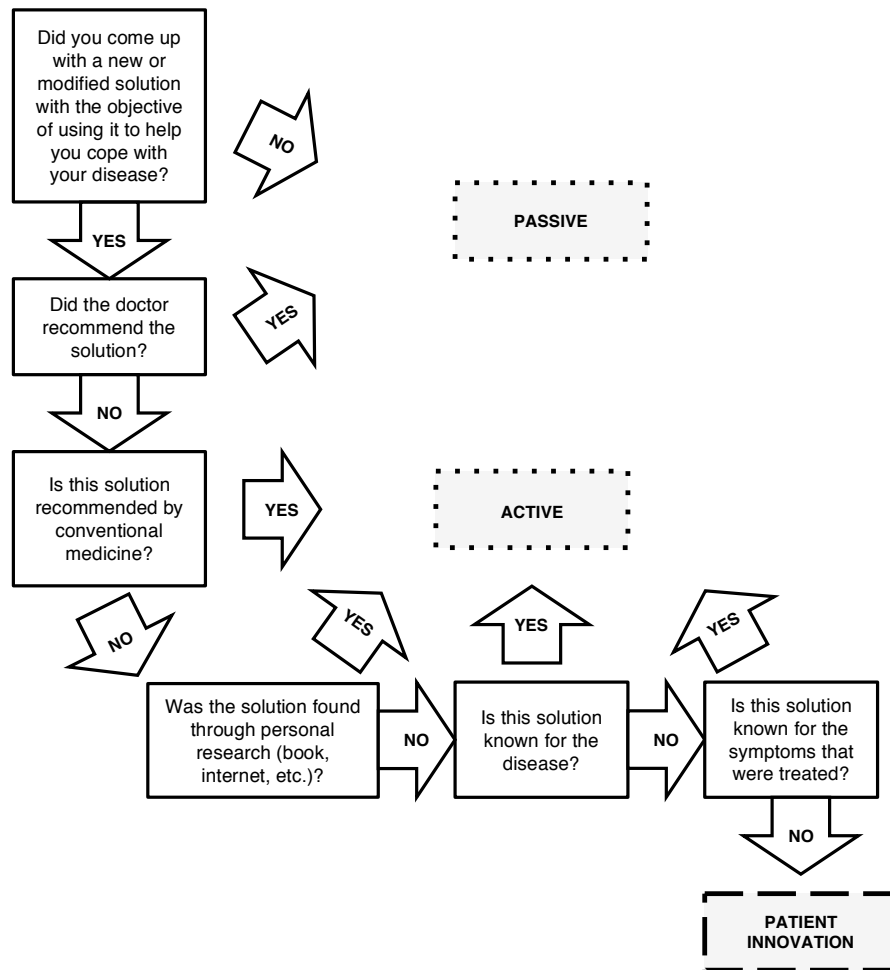 Did you come up
with a new or
modified solution
with the objective
of using it to help
you cope with
your disease?
NO
PASSIVE
YES
Did the doctor
recommend the
solution?
YES
NO
Is this solution
recommended by
conventional
medicine?
YES
ACTIVE
NO
YES
YES
YES
Was the solution found
through personal
research (book,
internet, etc.)?
NO
Is this solution
known for the
disease?
NO
Is this solution
known for the
symptoms that
were treated?
NO
PATIENT
INNOVATION